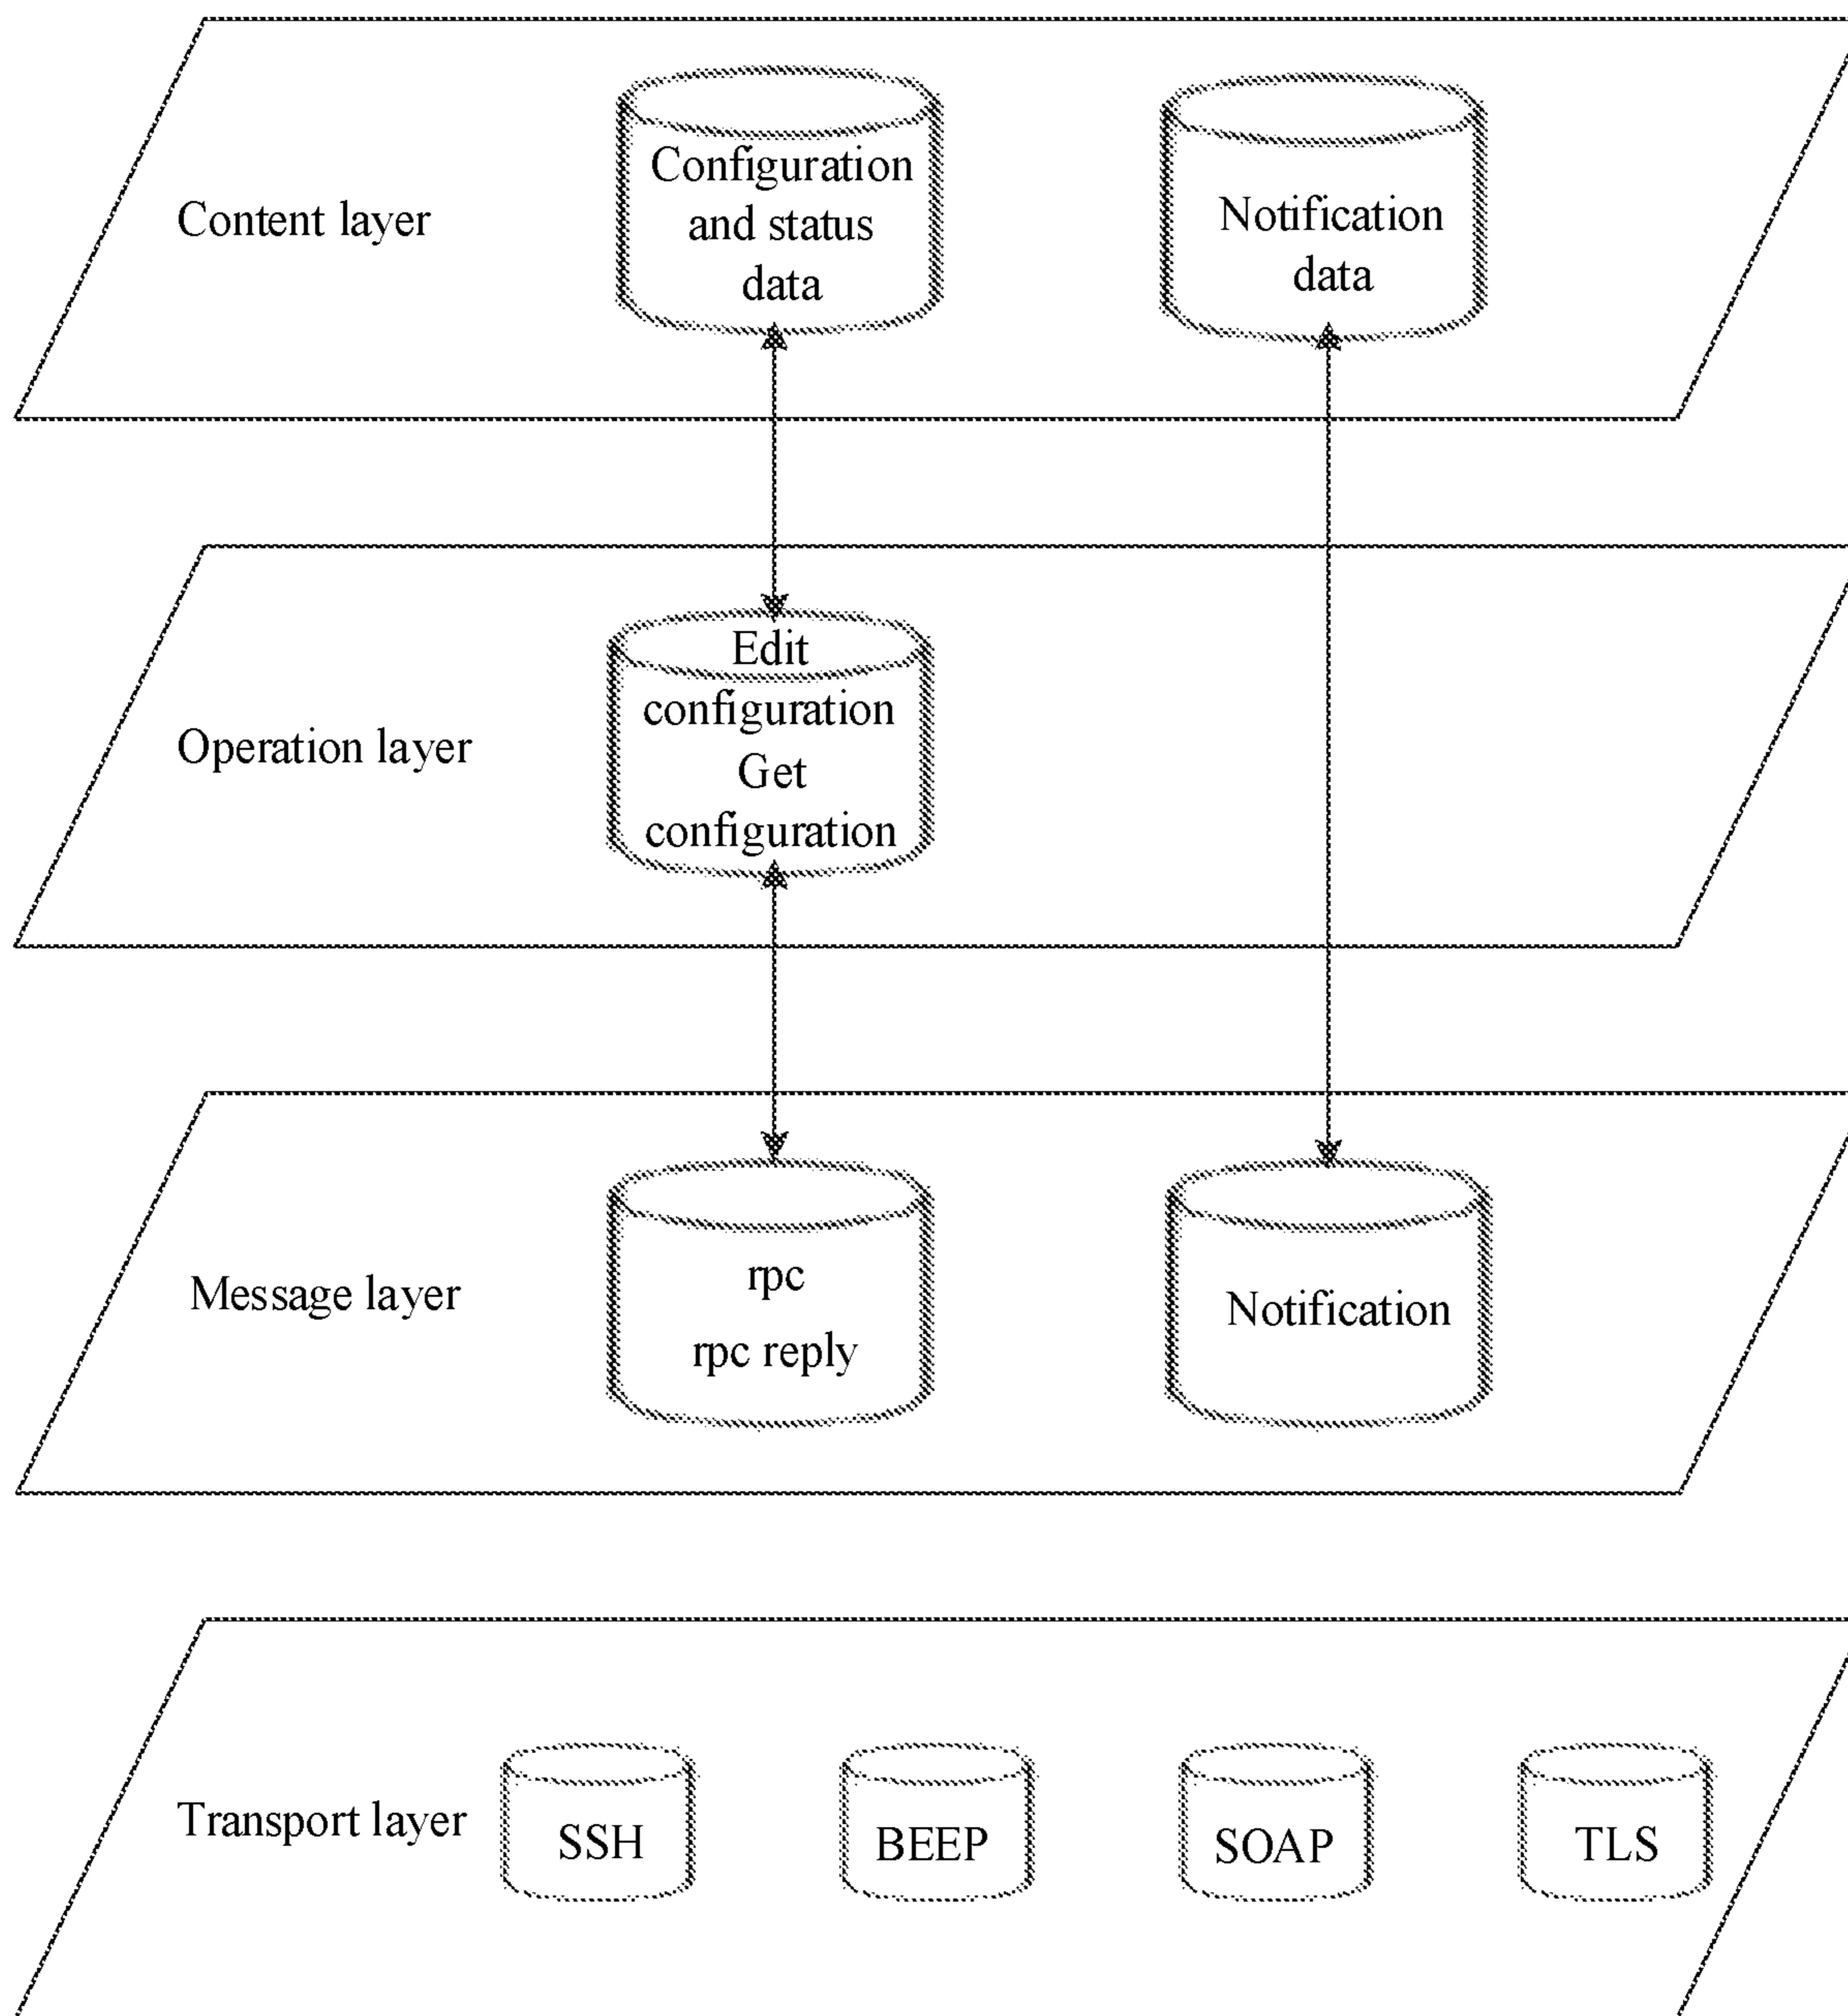 Content layer
Configuration
and status
data
Notification
data
Operation layer
Edit
configuration
Get
configuration
Message layer
rpc
rpc reply
Notification
Transport layer
SSH
BEEP
SOAP
TLS